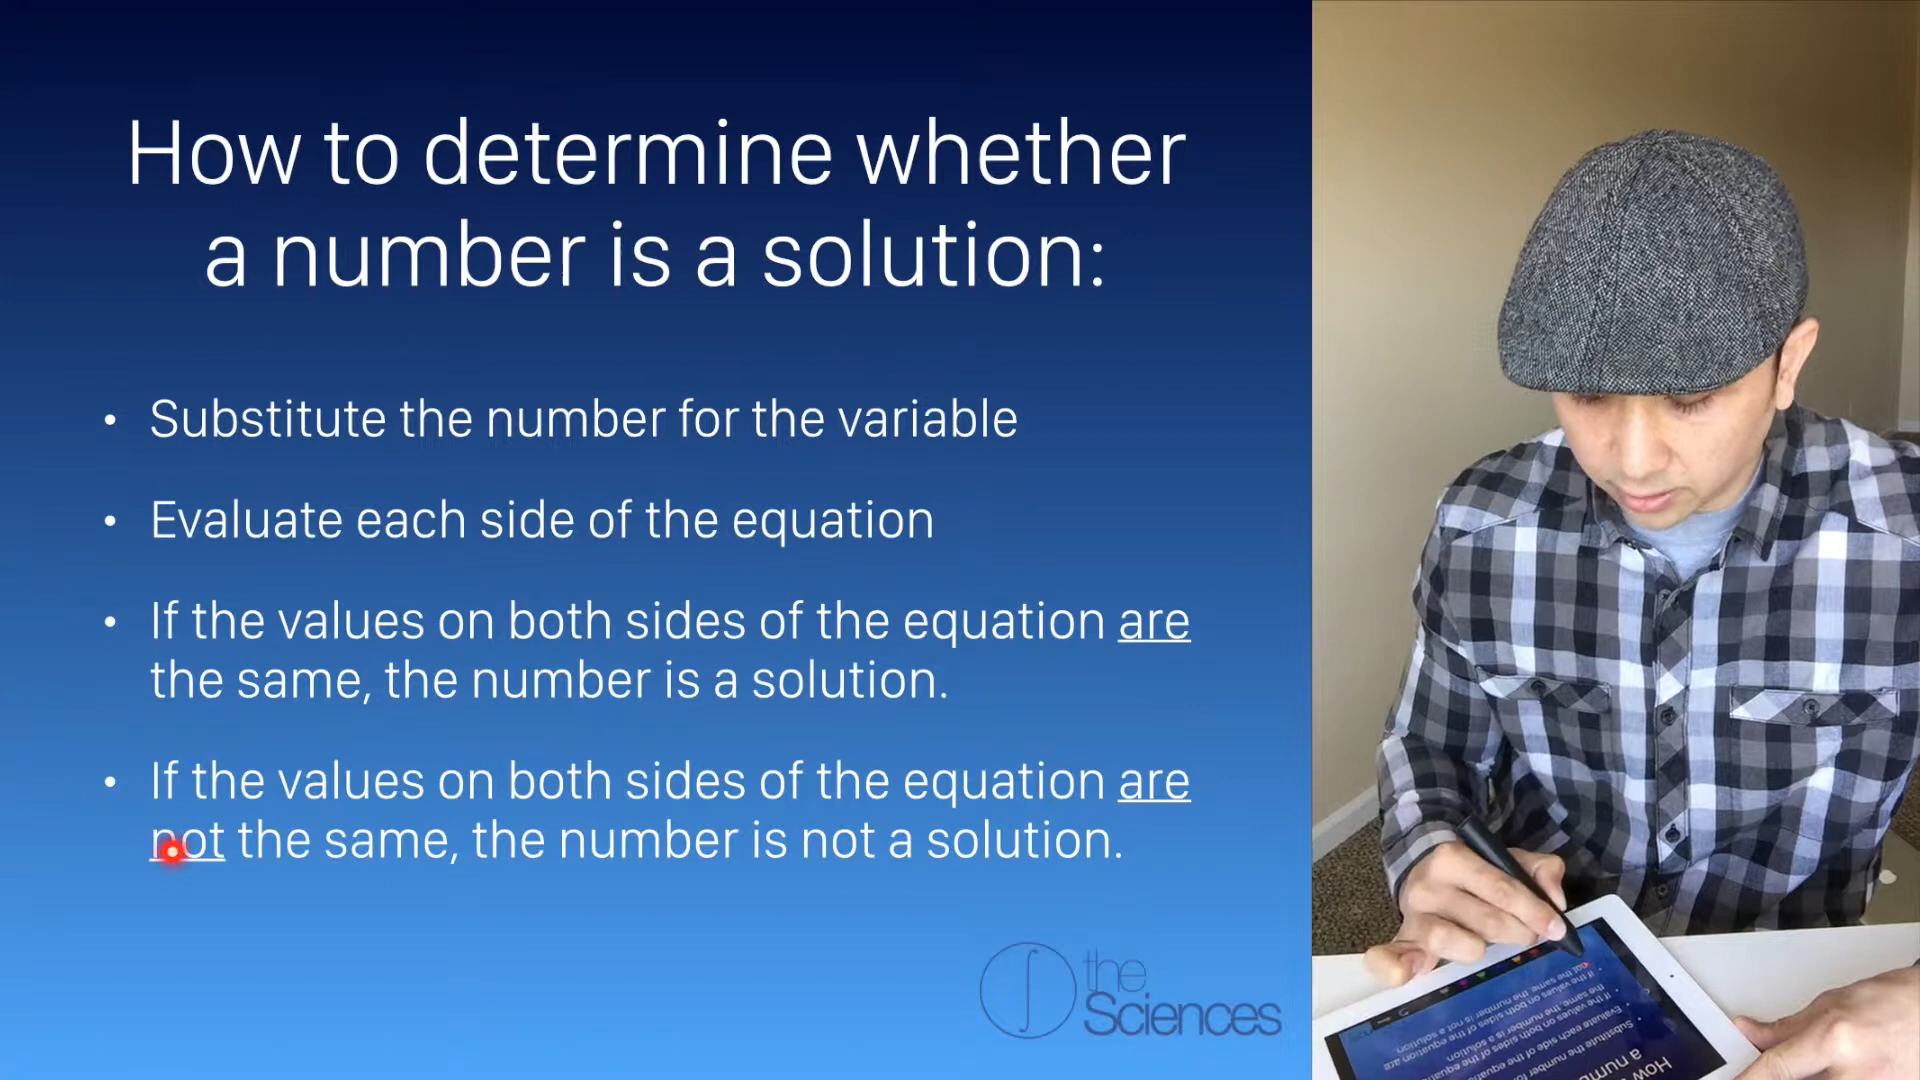 How to determine whether
a number is a solution:
• Substitute the number for the variable
• Evaluate each side of the equation
• If the values on both sides of the equation are
the same, the number is a solution.
• If the values on both sides of the equation are
not the same, the number is not a solution.
the
Sciences